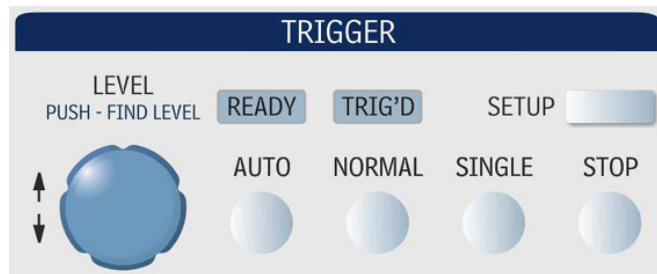 TRIGGER
LEVEL
PUSH - FIND LEVEL
READY
TRIG'D
SETUP
AUTO
NORMAL
SINGLE
STOP